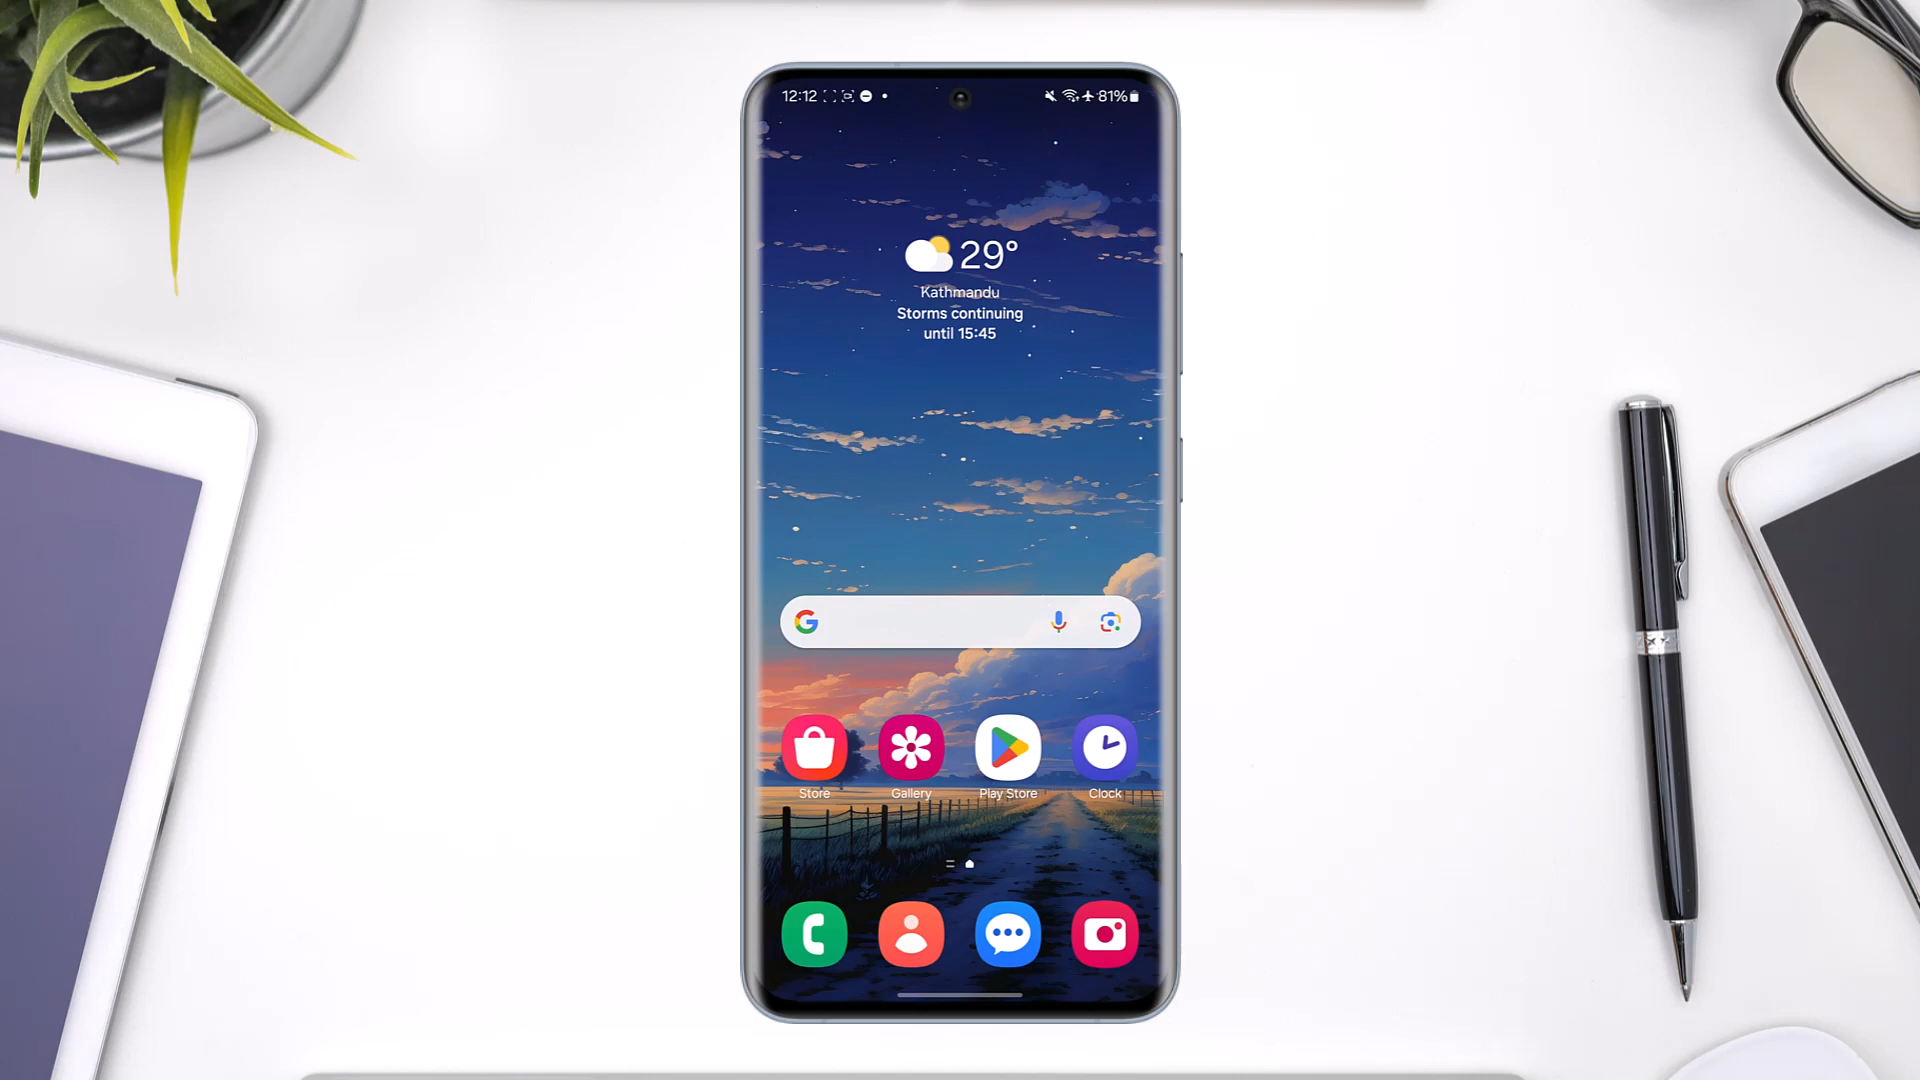 12:12
81%
29°
Kathmandu
Storms continuing
until 15:45
G
Store
Gallery
Play Store
Clock